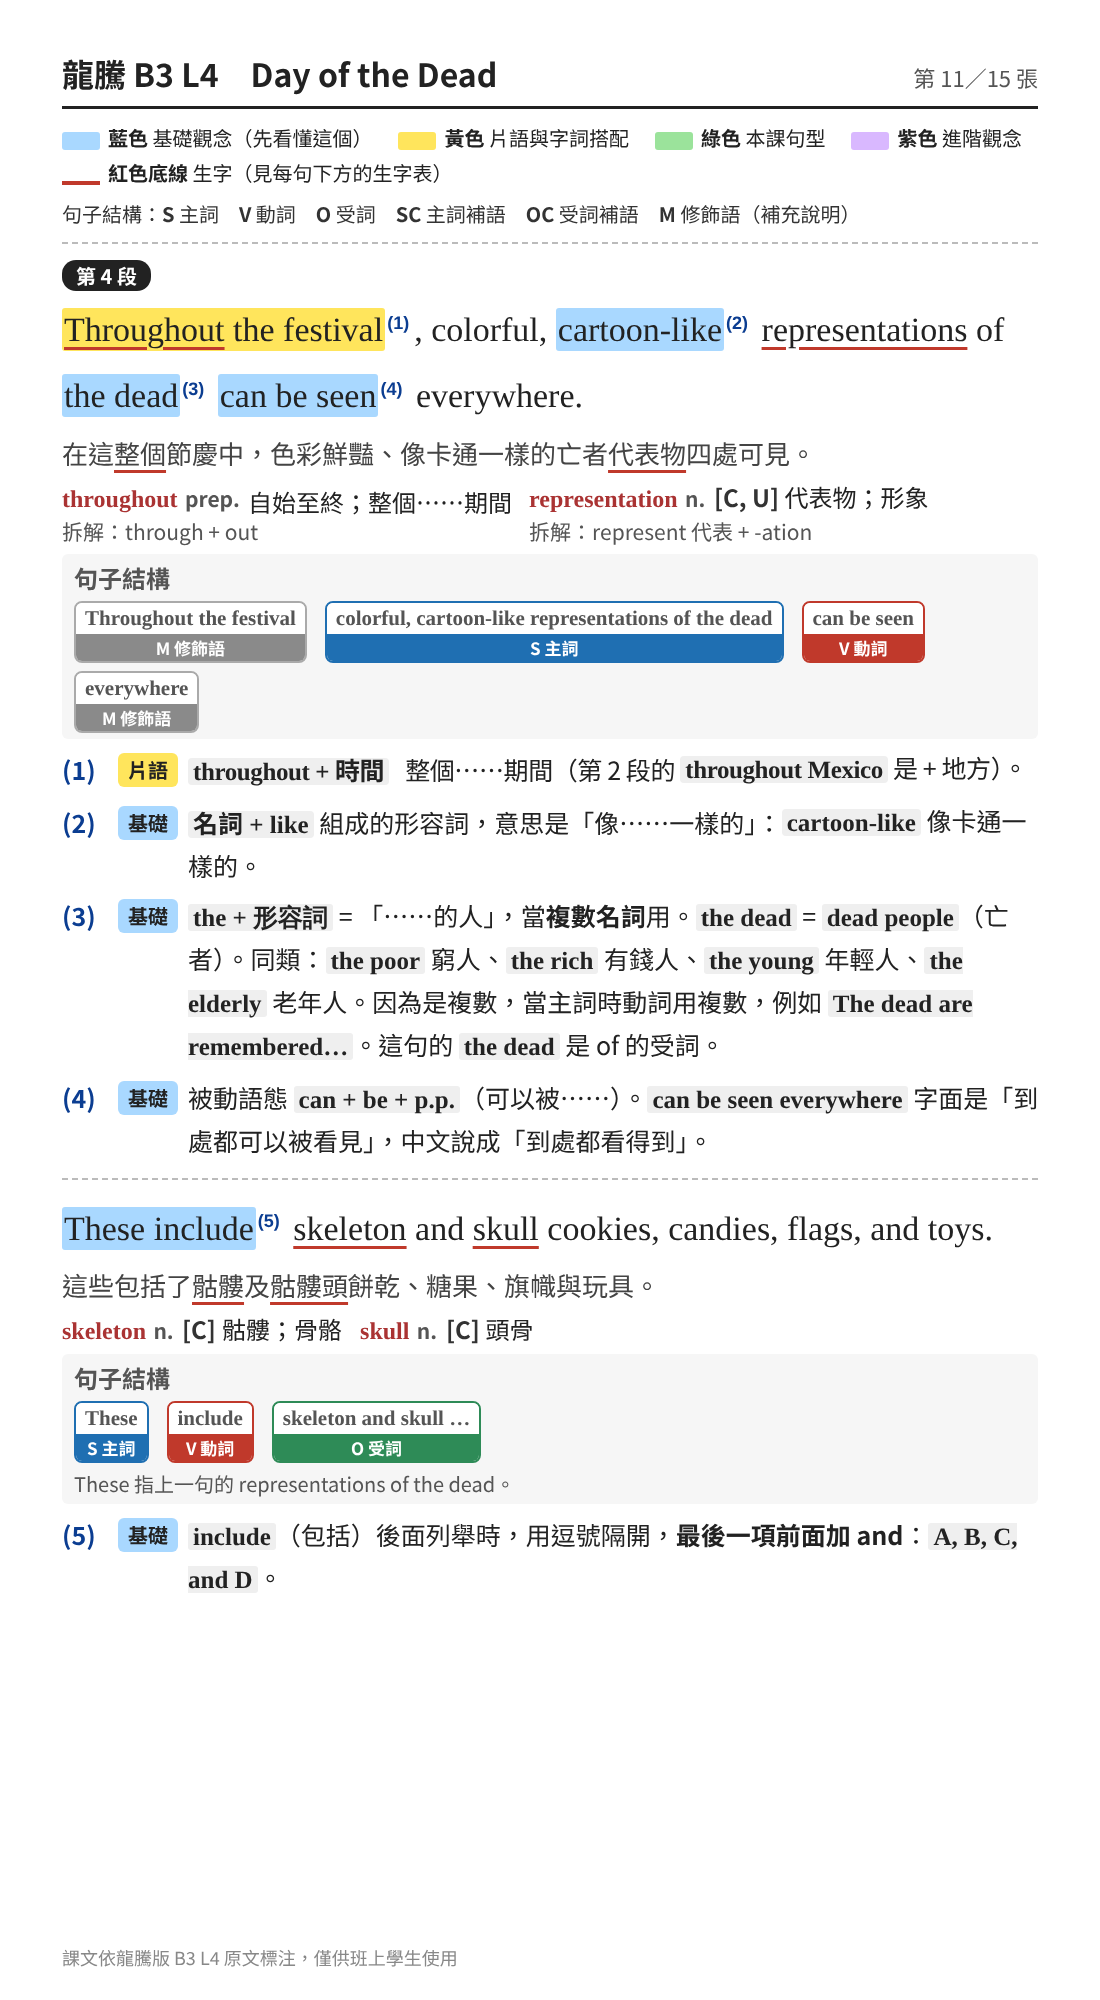 龍騰 B3 L4　Day of the Dead
第 11／15 張
藍色 基礎觀念（先看懂這個）　黃色 片語與字詞搭配　綠色 本課句型　紫色 進階觀念
紅色底線 生字（見每句下方的生字表）
句子結構：S 主詞　V 動詞　O 受詞　SC 主詞補語　OC 受詞補語　M 修飾語（補充說明）
第 4 段
Throughout the festival(1), colorful, cartoon-like(2) representations of
the dead(3) can be seen(4) everywhere.
在這整個節慶中，色彩鮮豔、像卡通一樣的亡者代表物四處可見。
throughout prep. 自始至終；整個……期間　representation n. [C, U] 代表物；形象
拆解：through + out　拆解：represent 代表 + -ation
句子結構
Throughout the festival　colorful, cartoon-like representations of the dead　can be seen
M 修飾語　S 主詞　V 動詞
everywhere
M 修飾語
(1) 片語 throughout + 時間 整個……期間（第 2 段的 throughout Mexico 是 + 地方）。
(2) 基礎 名詞 + like 組成的形容詞，意思是「像……一樣的」：cartoon-like 像卡通一
樣的。
(3) 基礎 the + 形容詞 = 「……的人」，當複數名詞用。the dead = dead people（亡
者）。同類：the poor 窮人、the rich 有錢人、the young 年輕人、the
elderly 老年人。因為是複數，當主詞時動詞用複數，例如 The dead are
remembered…。這句的 the dead 是 of 的受詞。
(4) 基礎 被動語態 can + be + p.p.（可以被……）。can be seen everywhere 字面是「到
處都可以被看見」，中文說成「到處都看得到」。
These include(5) skeleton and skull cookies, candies, flags, and toys.
這些包括了骷髏及骷髏頭餅乾、糖果、旗幟與玩具。
skeleton n. [C] 骷髏；骨骼　skull n. [C] 頭骨
句子結構
These　include　skeleton and skull …
S 主詞　V 動詞　O 受詞
These 指上一句的 representations of the dead。
(5) 基礎 include（包括）後面列舉時，用逗號隔開，最後一項前面加 and：A, B, C,
and D。
課文依龍騰版 B3 L4 原文標注，僅供班上學生使用